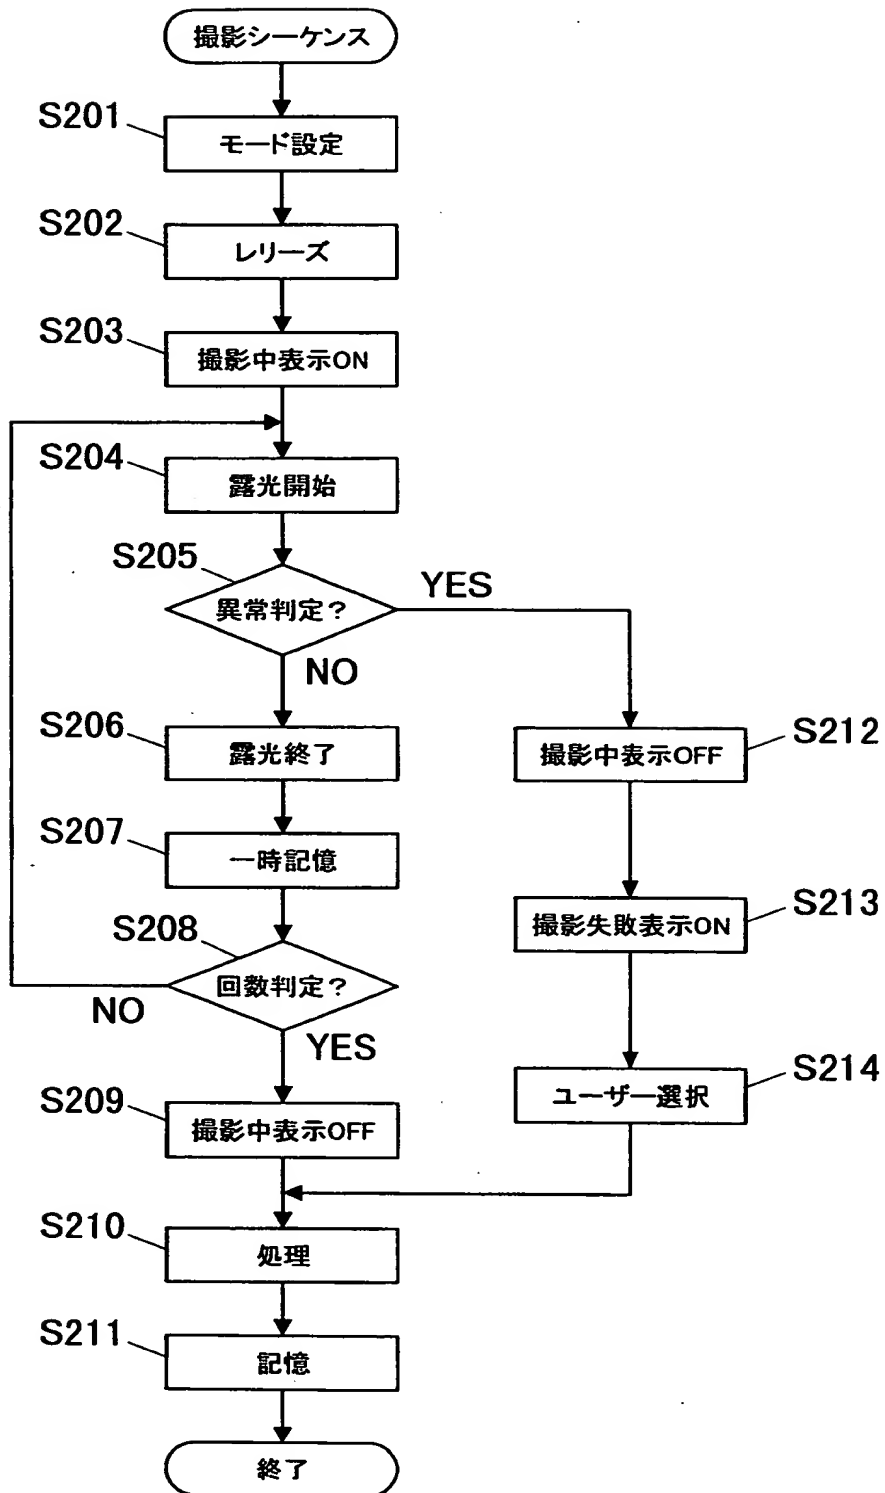 撮影シーケンス
S201
モード設定
S202
レリーズ
S203
撮影中表示ON
S204
露光開始
S205
異常判定?
YES
NO
S206
露光終了
S212
撮影中表示OFF
S207
一時記憶
S213
撮影失敗表示ON
S208
回数判定?
NO
YES
S214
ユーザー選択
S209
撮影中表示OFF
S210
処理
S211
記憶
終了